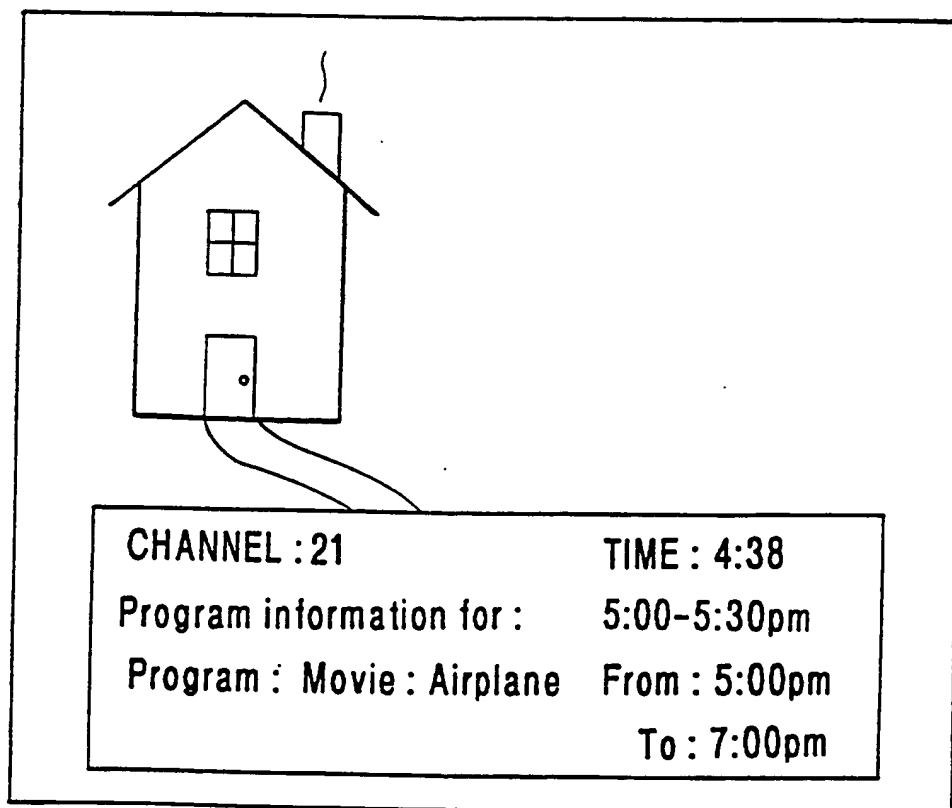 CHANNEL : 21 TIME : 4:38
Program information for : 5:00-5:30pm
Program : Movie : Airplane From : 5:00pm
To : 7:00pm